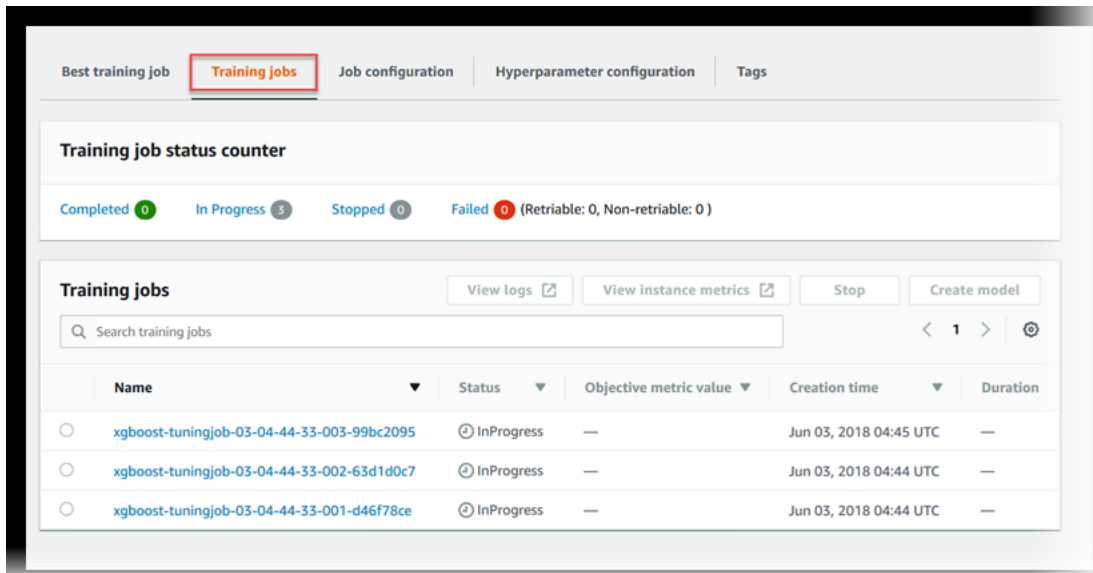 Best training job Training jobs Job configuration Hyperparameter configuration Tags
Training job status counter
Completed 0 In Progress 3 Stopped 0 Failed 0 (Retriable: 0, Non-retriable: 0 )
Training jobs View logs View instance metrics Stop Create model
Search training jobs < 1 >
Name Status Objective metric value Creation time Duration
xgboost-tuningjob-03-04-44-33-003-99bc2095 InProgress — Jun 03, 2018 04:45 UTC —
xgboost-tuningjob-03-04-44-33-002-63d1d0c7 InProgress — Jun 03, 2018 04:44 UTC —
xgboost-tuningjob-03-04-44-33-001-d46f78ce InProgress — Jun 03, 2018 04:44 UTC —